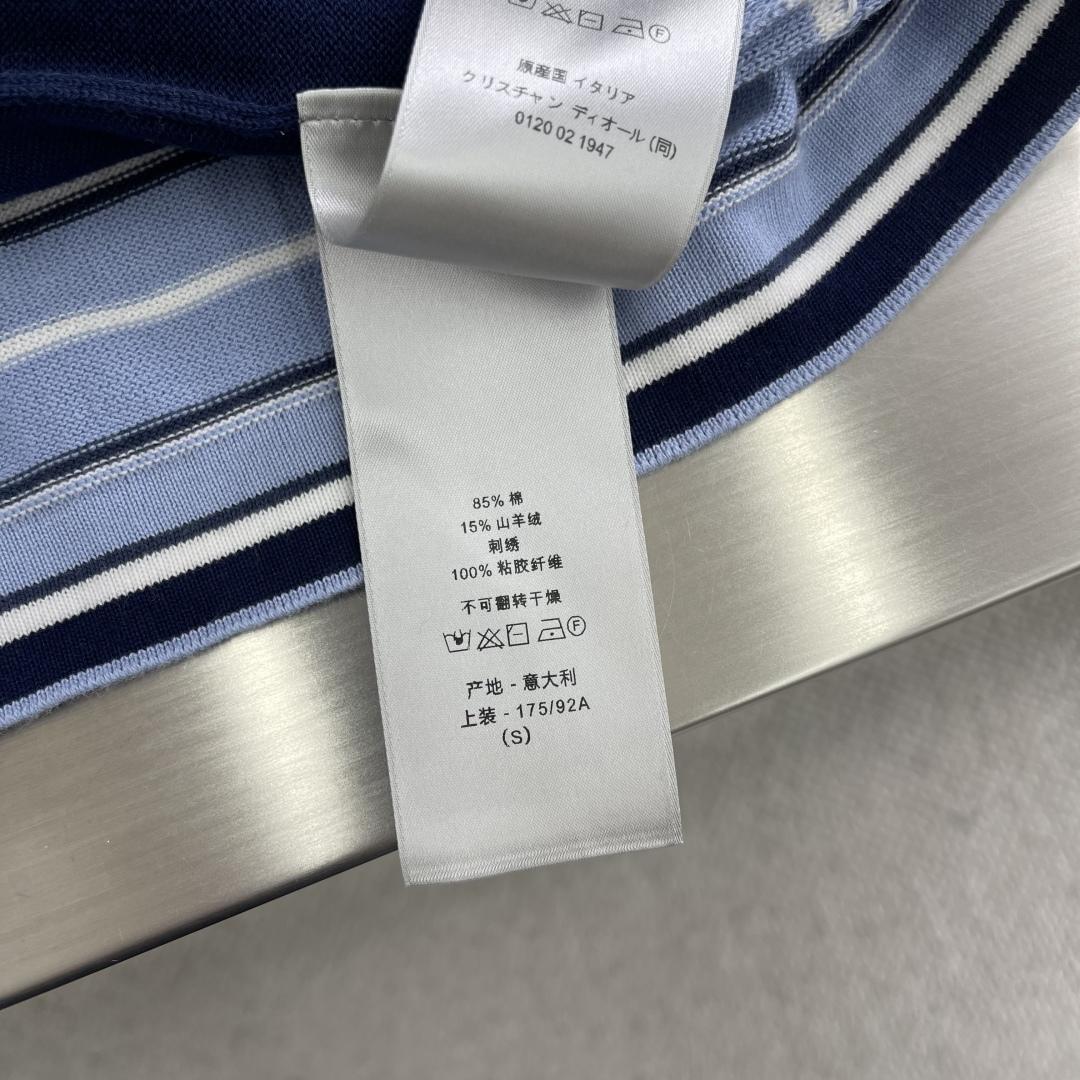 原産国 イタリア
クリスチャン ディオール (同)
0120 02 1947
85% 棉
15% 山羊绒
刺绣
100% 粘胶纤维
不可翻转干燥
产地 - 意大利
上装 - 175/92A
(S)